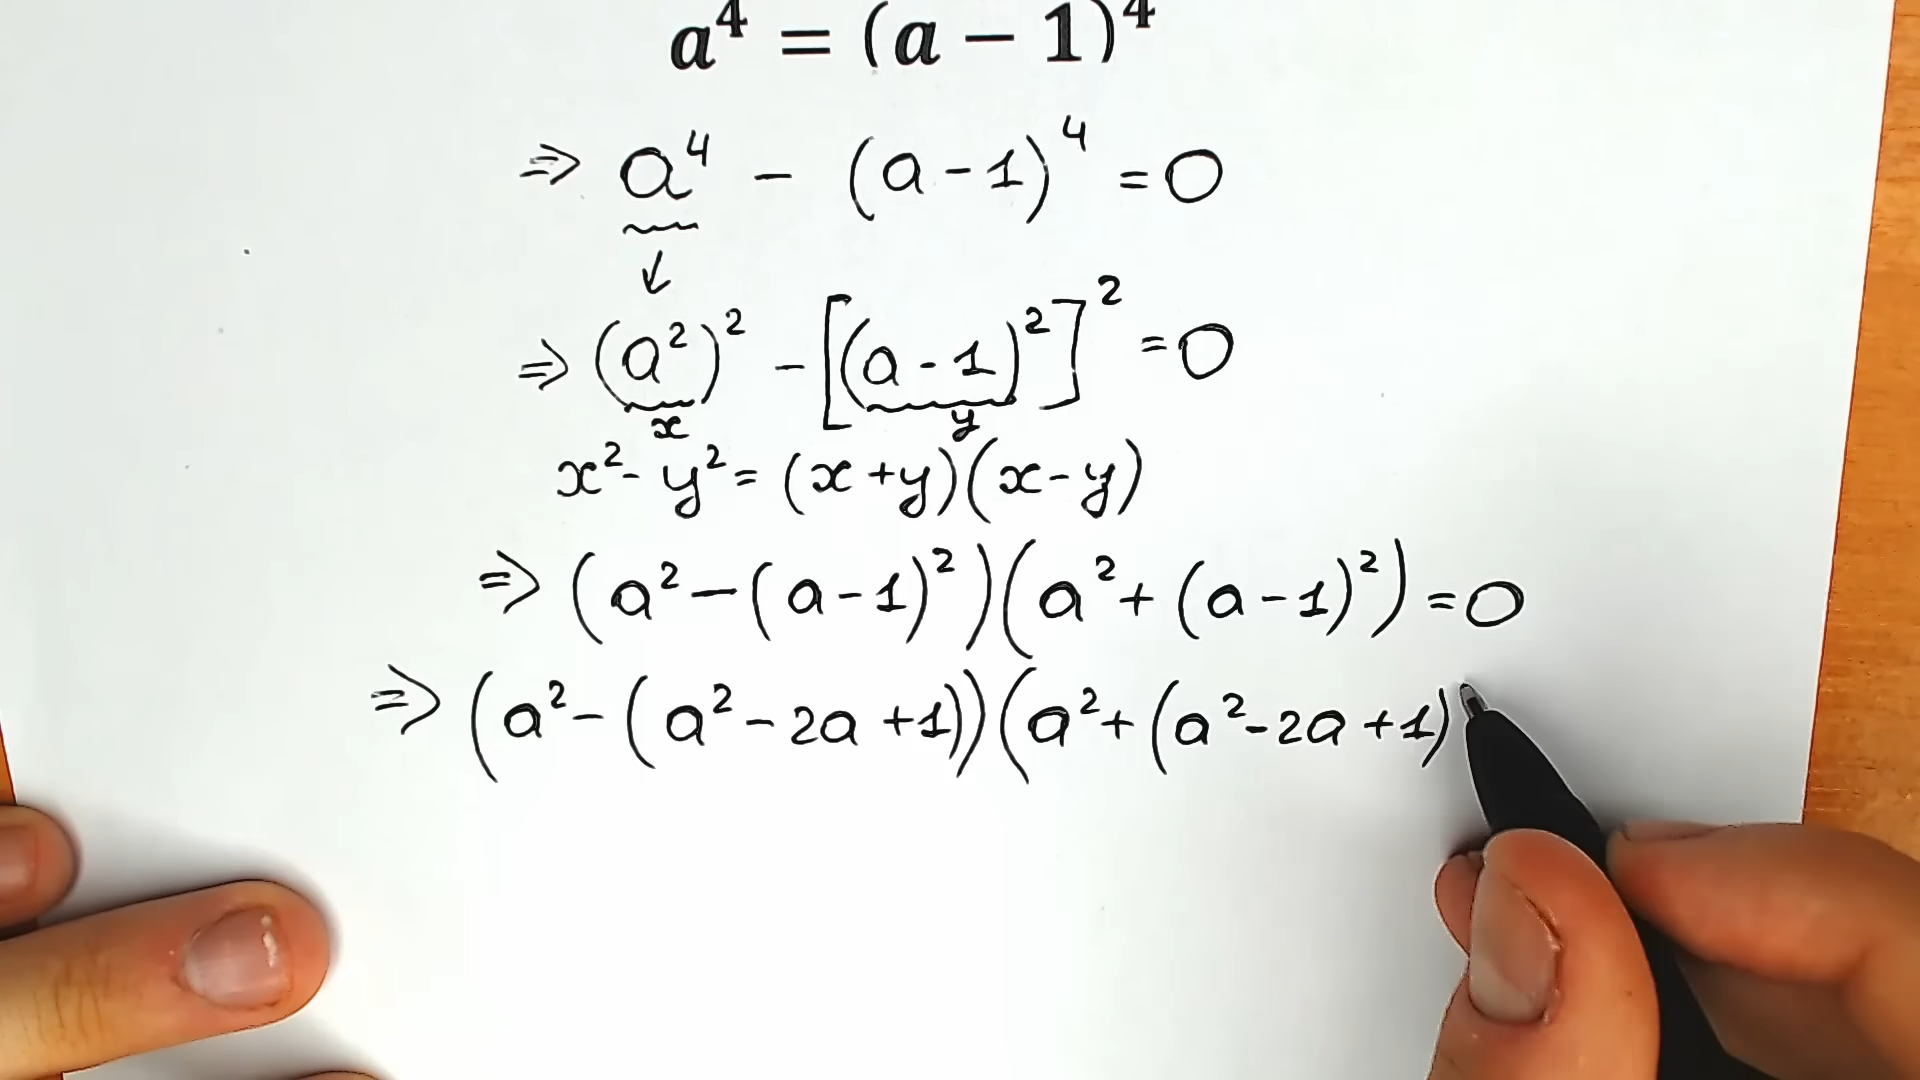 a⁴ = (a − 1)⁴
⇒ a⁴ − (a − 1)⁴ = 0
⇒ (a²)² − [(a − 1)²]² = 0
x y
x² − y² = (x + y)(x − y)
⇒ (a² − (a − 1)²)(a² + (a − 1)²) = 0
⇒ (a² − (a² − 2a + 1))(a² + (a² − 2a + 1)